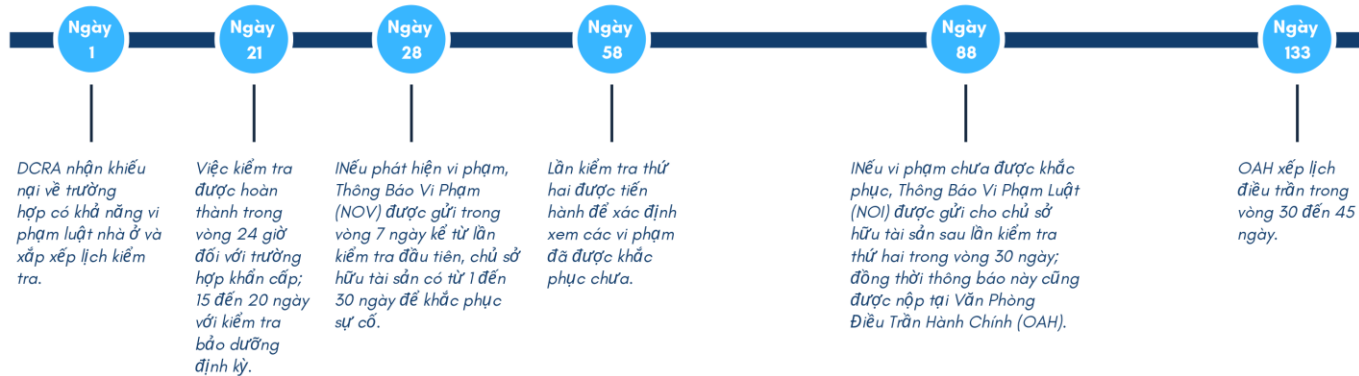 Ngày
1
Ngày
21
Ngày
28
Ngày
58
Ngày
88
Ngày
133
DCRA nhận khiếu
nại về trường
hợp có khả năng vi
phạm luật nhà ở và
xắp xếp lịch kiểm
tra.
Việc kiểm tra
được hoàn
thành trong
vòng 24 giờ
đối với trường
hợp khẩn cấp;
15 đến 20 ngày
với kiểm tra
bảo dưỡng
định kỳ.
INếu phát hiện vi phạm,
Thông Báo Vi Phạm
(NOV) được gửi trong
vòng 7 ngày kể từ lần
kiểm tra đầu tiên, chủ sở
hữu tài sản có từ 1 đến
30 ngày để khắc phục
sự cố.
Lần kiểm tra thứ
hai được tiến
hành để xác định
xem các vi phạm
đã được khắc
phục chưa.
INếu vi phạm chưa được khắc
phục, Thông Báo Vi Phạm Luật
(NOI) được gửi cho chủ sở
hữu tài sản sau lần kiểm tra
thứ hai trong vòng 30 ngày;
đồng thời thông báo này cũng
được nộp tại Văn Phòng
Điều Trần Hành Chính (OAH).
OAH xếp lịch
điều trần trong
vòng 30 đến 45
ngày.